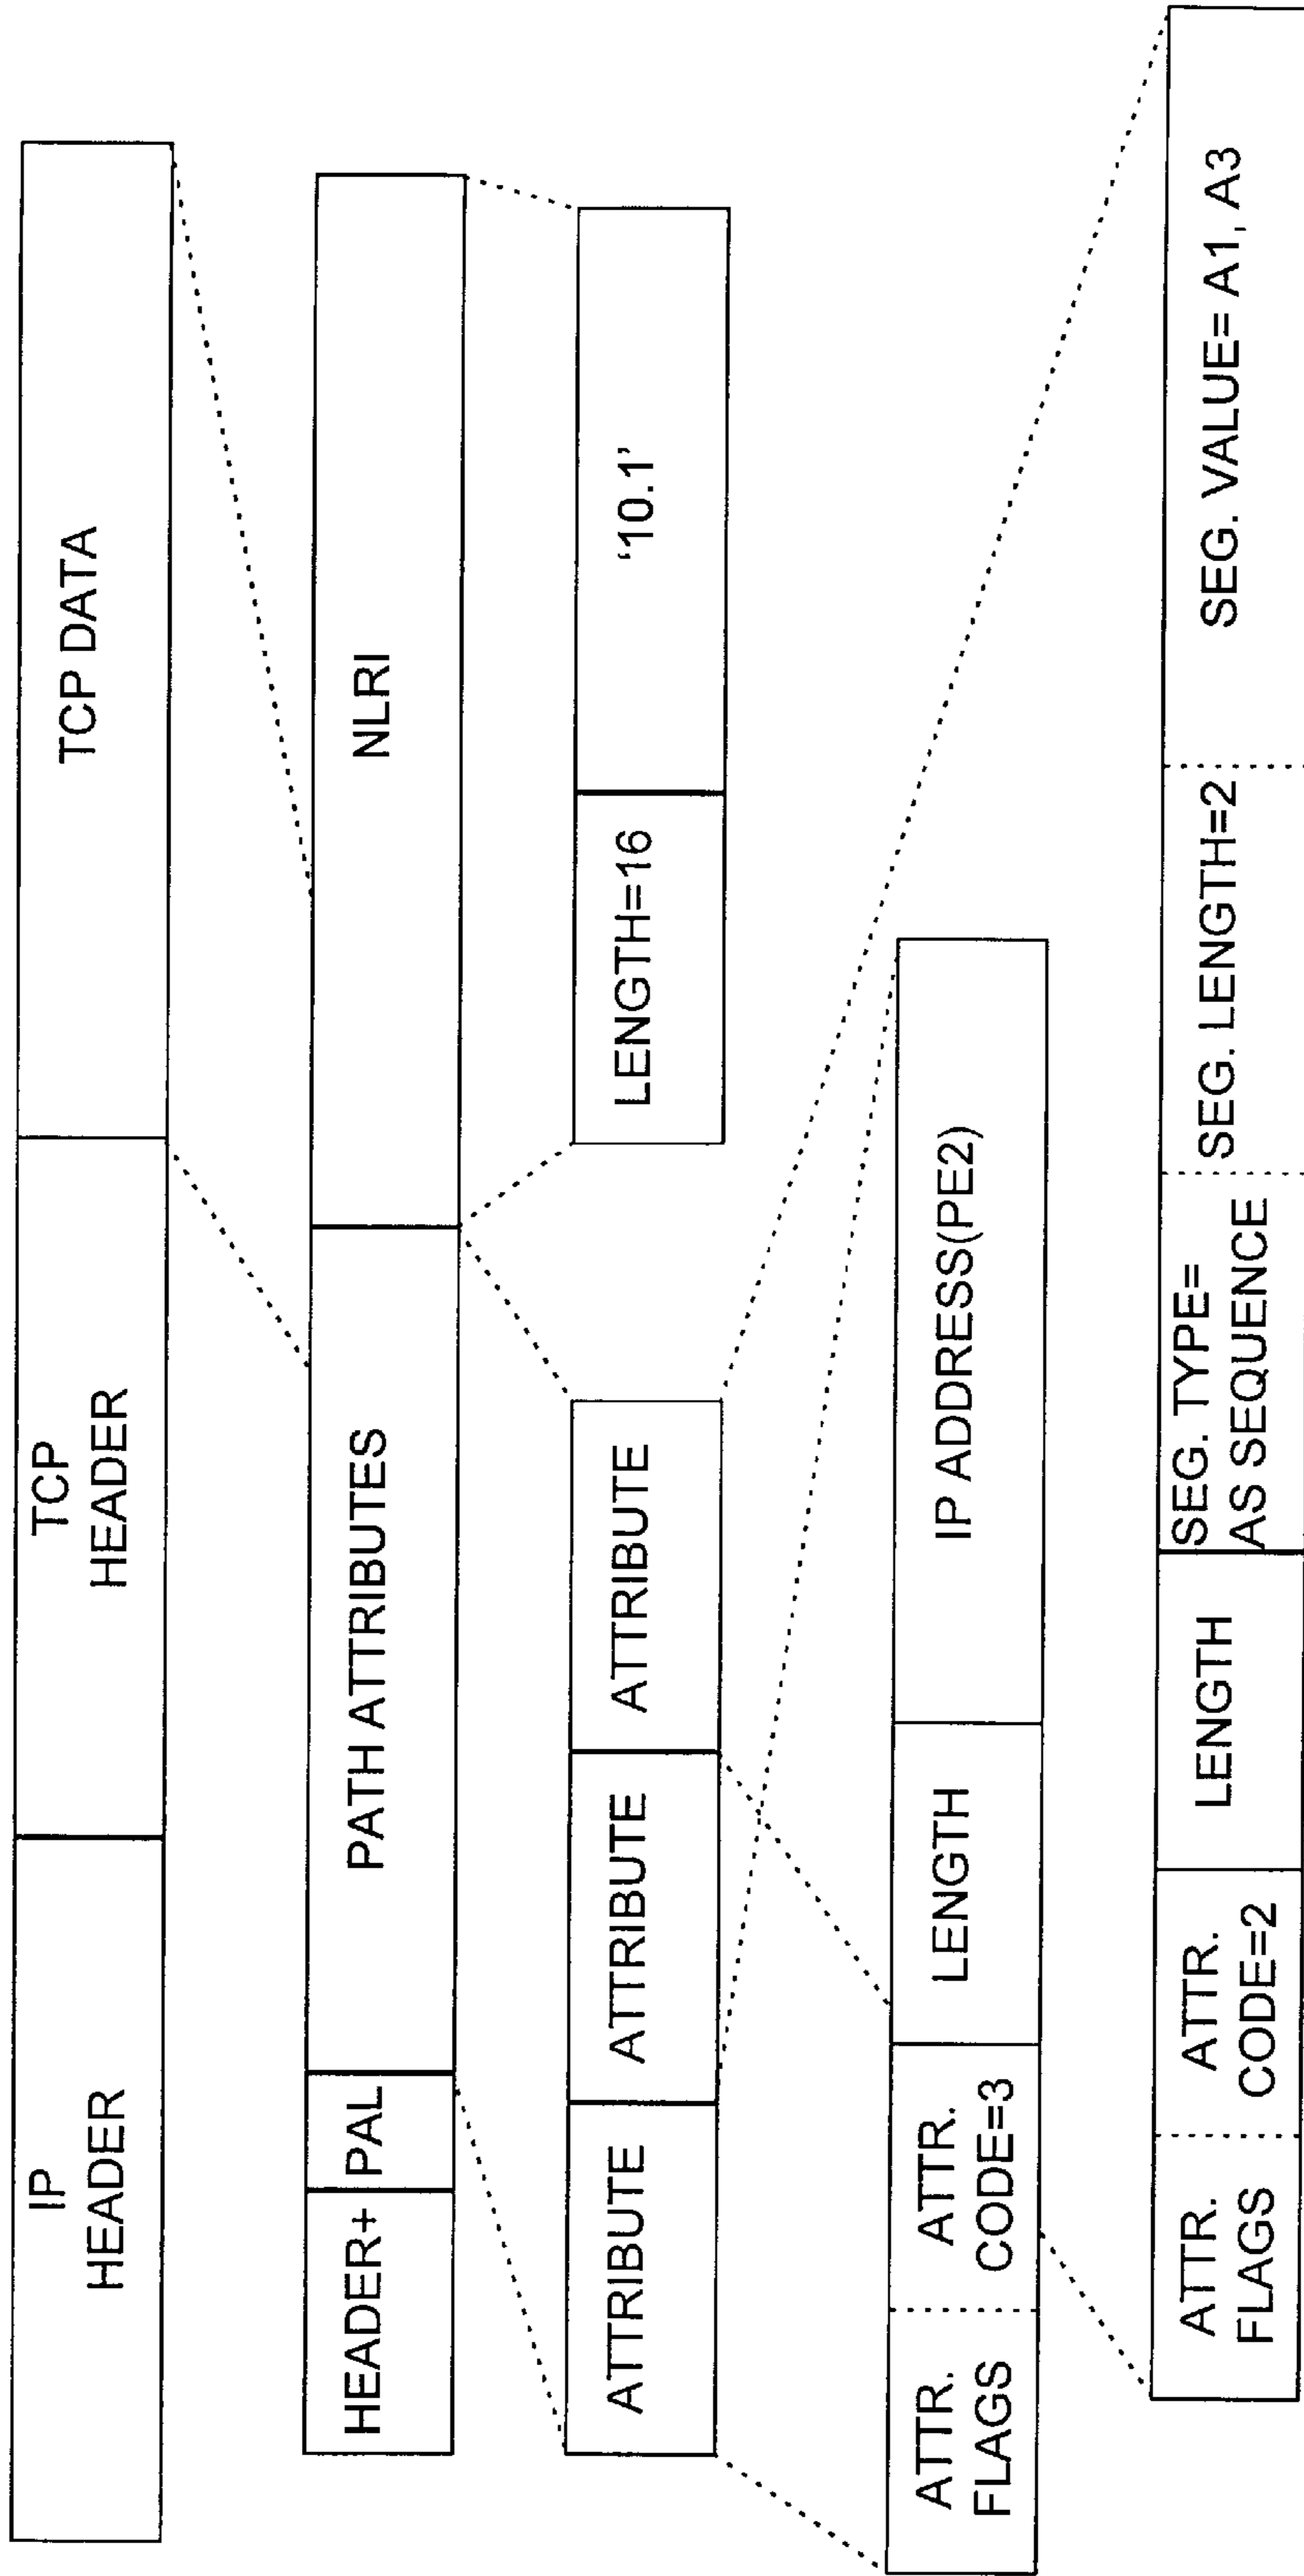 IP
HEADER
TCP
HEADER
TCP DATA
HEADER+
PAL
PATH ATTRIBUTES
NLRI
ATTRIBUTE
ATTRIBUTE
ATTRIBUTE
LENGTH=16
‘10.1’
ATTR.
FLAGS
ATTR.
CODE=3
LENGTH
IP ADDRESS(PE2)
ATTR.
FLAGS
ATTR.
CODE=2
LENGTH
SEG. TYPE=
AS SEQUENCE
SEG. LENGTH=2
SEG. VALUE= A1, A3